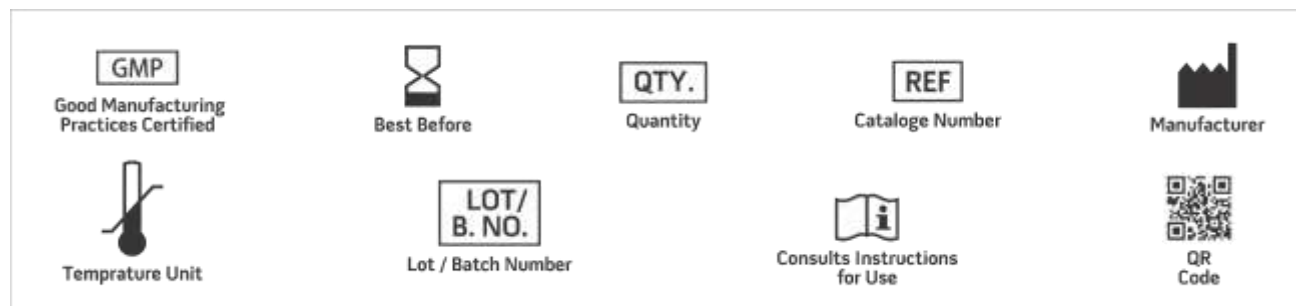 GMP
Good Manufacturing
Practices Certified
Best Before
QTY.
Quantity
REF
Cataloge Number
Manufacturer
Temprature Unit
LOT/
B. NO.
Lot / Batch Number
i
Consults Instructions
for Use
QR
Code